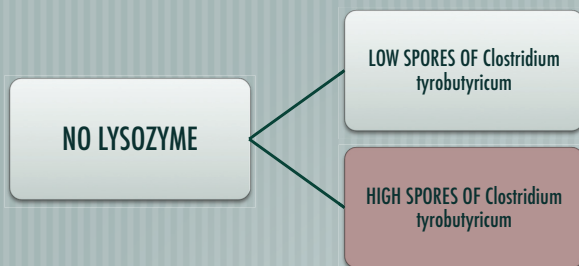 LOW SPORES OF Clostridium
tyrobutyricum
NO LYSOZYME
HIGH SPORES OF Clostridium
tyrobutyricum